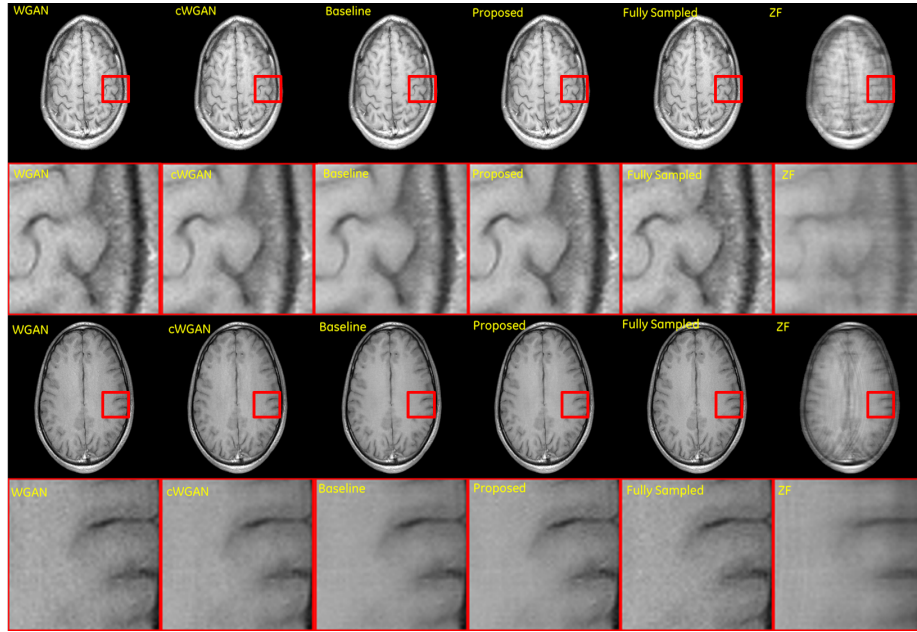 WGAN
cWGAN
Baseline
Proposed
Fully Sampled
ZF
WGAN
cWGAN
Baseline
Proposed
Fully Sampled
ZF
WGAN
cWGAN
Baseline
Proposed
Fully Sampled
ZF
WGAN
cWGAN
Baseline
Proposed
Fully Sampled
ZF